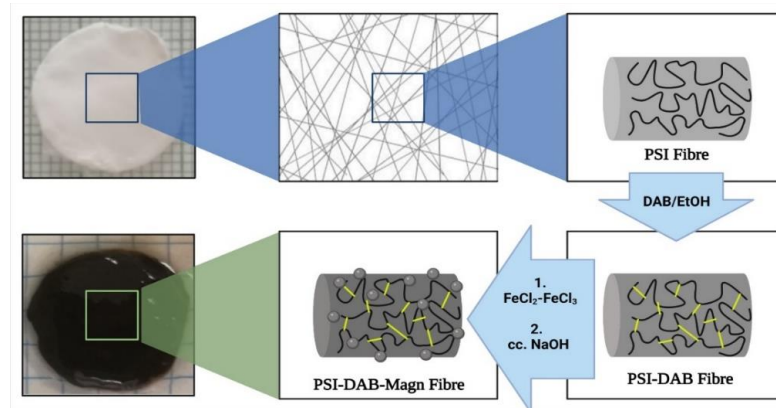 PSI Fibre
DAB/EtOH
1.
FeCl₂-FeCl₃
2.
cc. NaOH
PSI-DAB-Magn Fibre
PSI-DAB Fibre